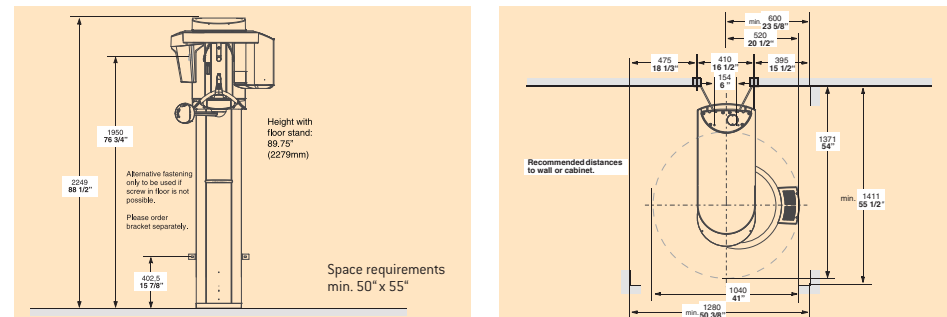 2249
88 1/2"
1950
76 3/4"
402,5
15 7/8"
Alternative fastening
only to be used if
screw in floor is not
possible.
Please order
bracket separately.
Height with
floor stand:
89.75"
(2279mm)
Space requirements
min. 50“ x 55“
min. 600
23 5/8"
520
20 1/2"
475
18 1/3"
410
16 1/2"
395
15 1/2"
154
6 "
Recommended distances
to wall or cabinet.
1371
54"
min. 1411
55 1/2"
1040
41"
min. 1280
50 3/8"